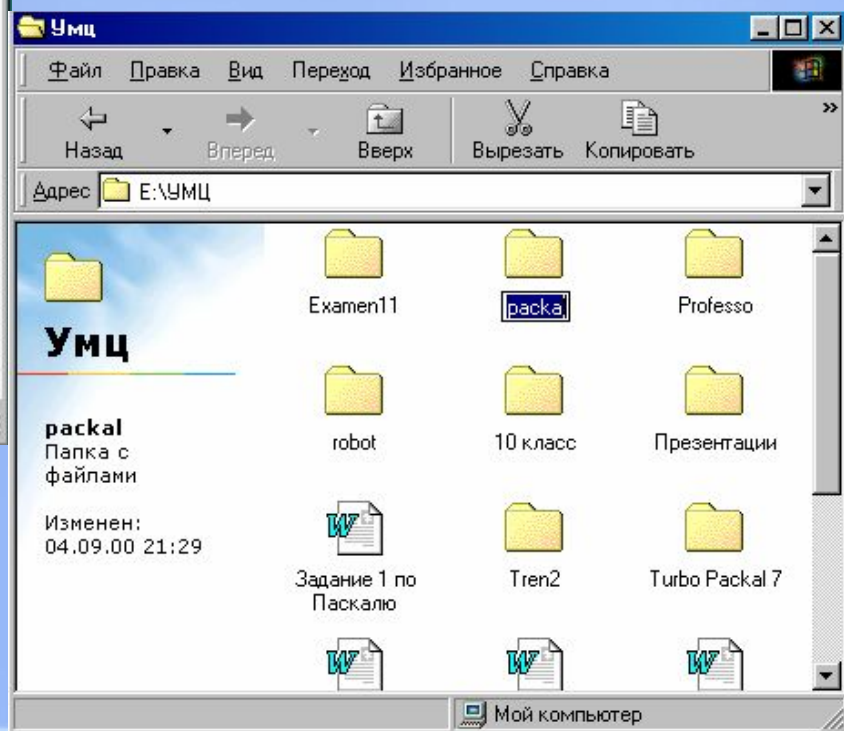 Умц
Файл Правка Вид Переход Избранное Справка
Назад Вперед Вверх Вырезать Копировать »
Адрес E:\УМЦ
Умц
packal
Папка с
файлами
Изменен:
04.09.00 21:29
Examen11 packal Professo
robot 10 класс Презентации
Задание 1 по
Паскалю
Tren2 Turbo Packal 7
Мой компьютер